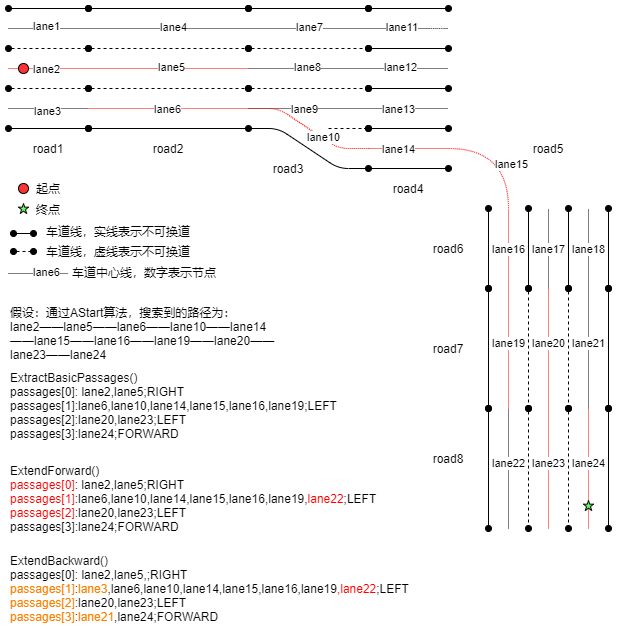 lane1 lane4 lane7 lane11
lane2 lane5 lane8 lane12
lane3 lane6 lane9 lane13
lane10
lane14
road1 road2 road3 road4 road5
lane15
起点
终点
车道线，实线表示不可换道
车道线，虚线表示不可换道
lane6 车道中心线，数字表示节点
road6 lane16 lane17 lane18
road7 lane19 lane20 lane21
road8 lane22 lane23 lane24
假设：通过AStart算法，搜索到的路径为：
lane2——lane5——lane6——lane10——lane14
——lane15——lane16——lane19——lane20——
lane23——lane24
ExtractBasicPassages()
passages[0]: lane2,lane5;RIGHT
passages[1]:lane6,lane10,lane14,lane15,lane16,lane19;LEFT
passages[2]:lane20,lane23;LEFT
passages[3]:lane24;FORWARD
ExtendForward()
passages[0]: lane2,lane5;RIGHT
passages[1]:lane6,lane10,lane14,lane15,lane16,lane19,lane22;LEFT
passages[2]:lane20,lane23;LEFT
passages[3]:lane24;FORWARD
ExtendBackward()
passages[0]: lane2,lane5,;RIGHT
passages[1]:lane3,lane6,lane10,lane14,lane15,lane16,lane19,lane22;LEFT
passages[2]:lane20,lane23;LEFT
passages[3]:lane21,lane24;FORWARD